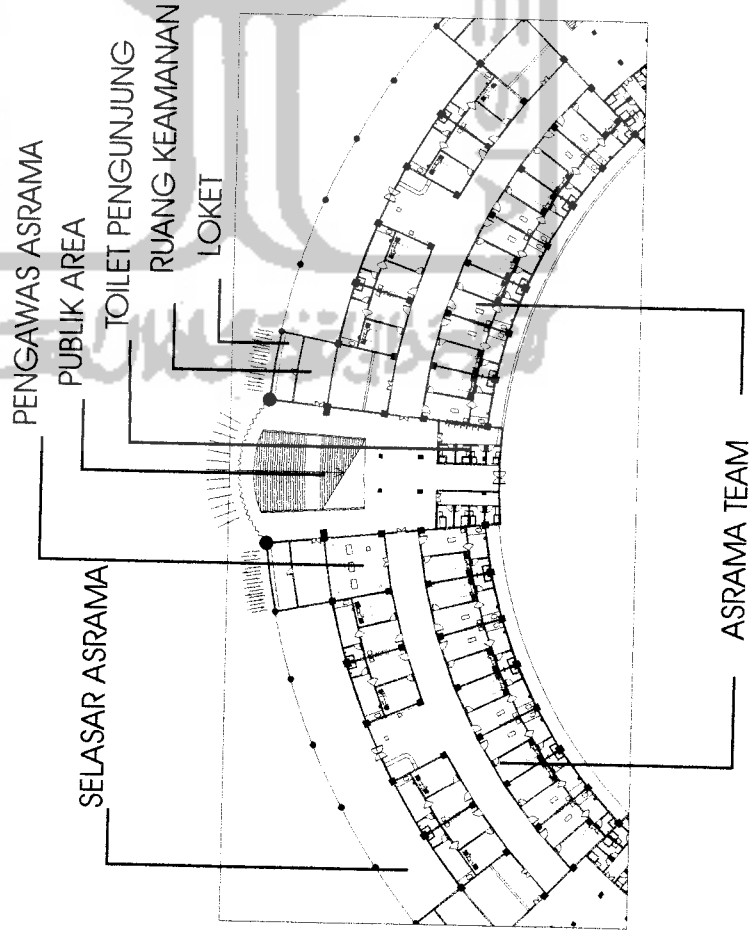 SELASAR ASRAMA
PENGAWAS ASRAMA
PUBLIK AREA
TOILET PENGUNJUNG
RUANG KEAMANAN
LOKET
ASRAMA TEAM